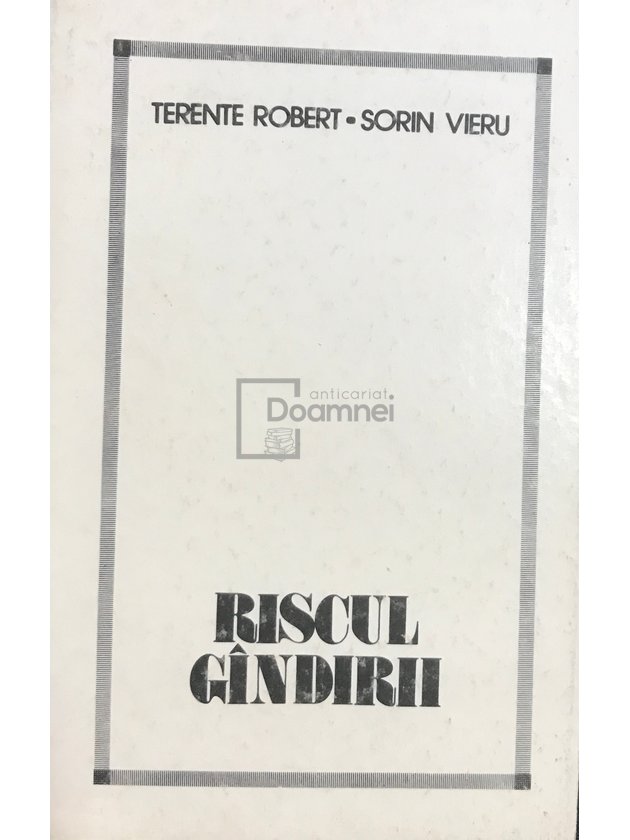 TERENTE ROBERT ▪ SORIN VIERU
anticariat
Doamnei
RISCUL
GÎNDIRII